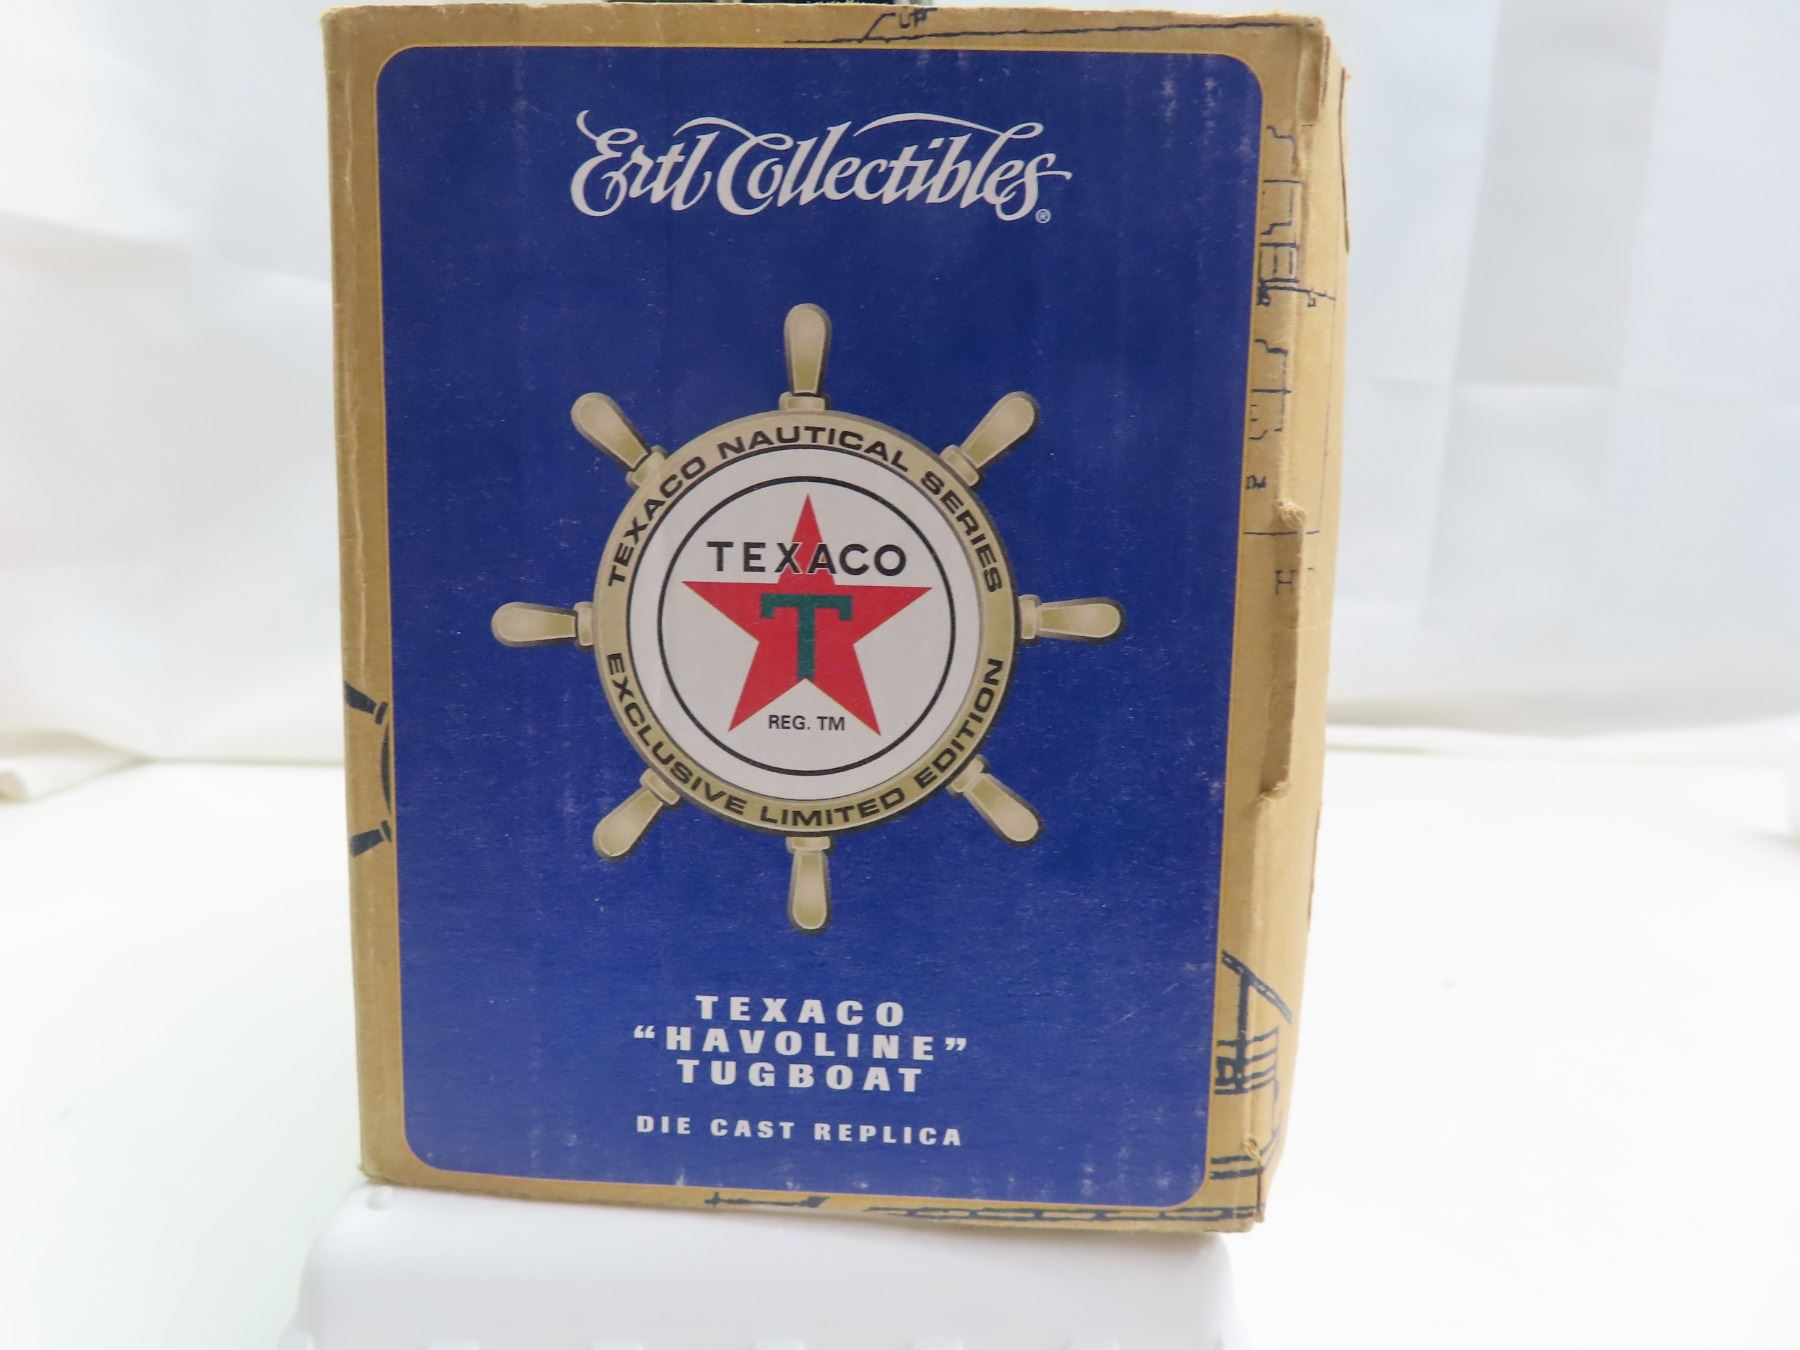 Ertl Collectibles®
TEXACO NAUTICAL SERIES
TEXACO
T
REG. TM
EXCLUSIVE LIMITED EDITION
TEXACO
“HAVOLINE”
TUGBOAT
DIE CAST REPLICA